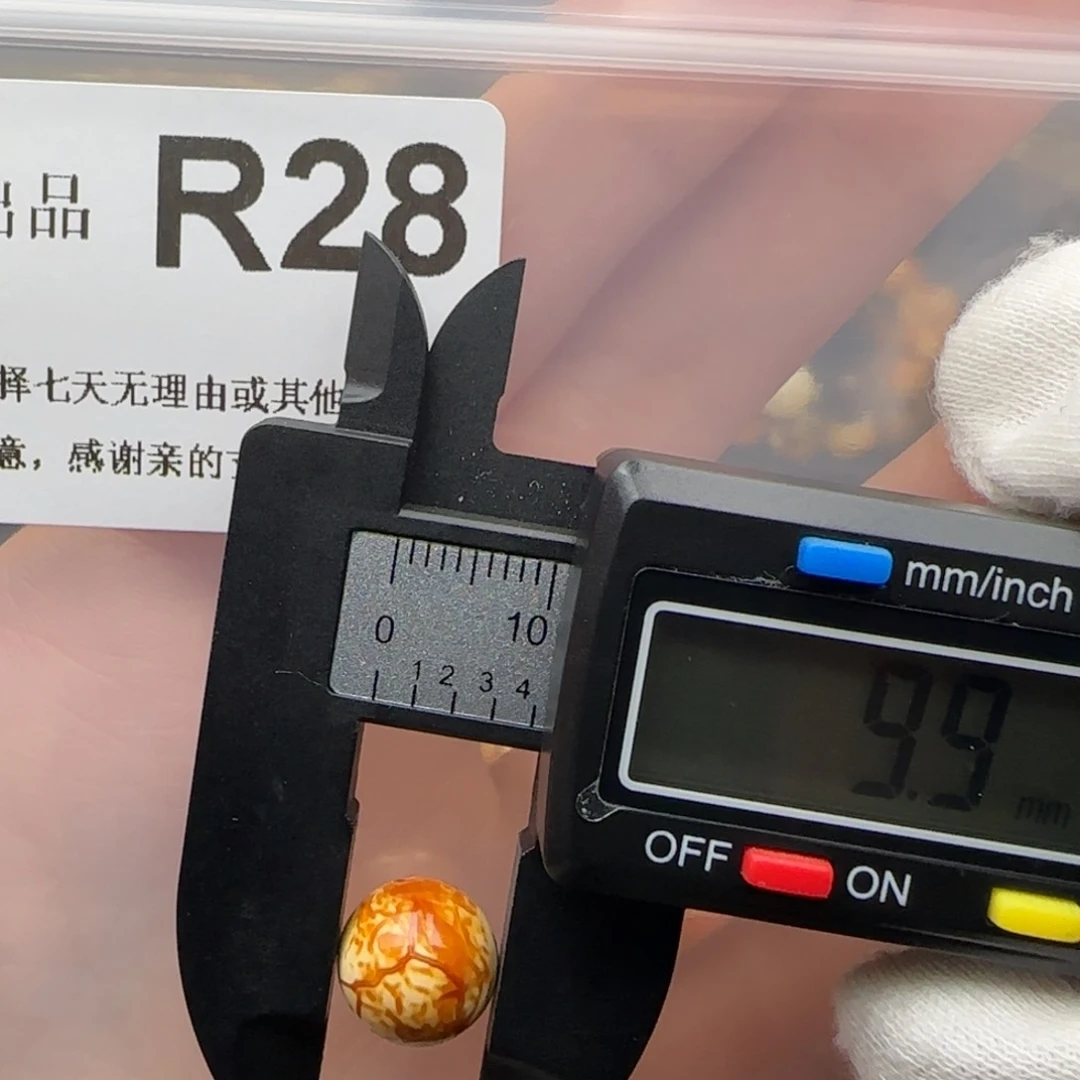 品 R28
择七天无理由或其他
意，感谢亲的
mm/inch
0 10
1 2 3 4
9.9 mm
OFF ON